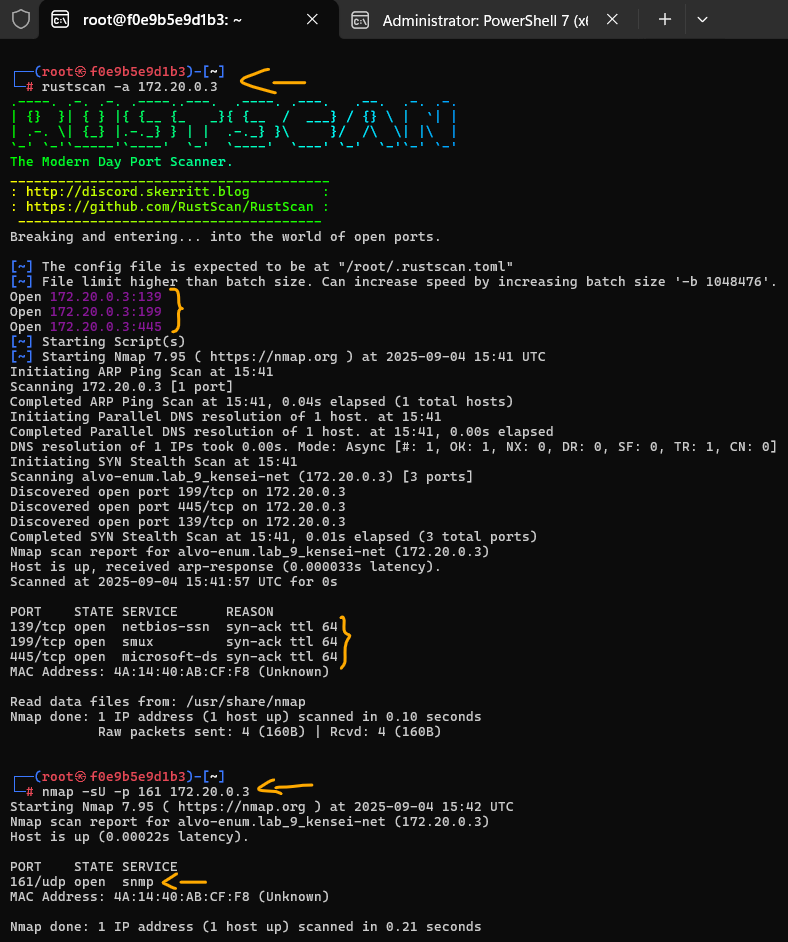 root@f0e9b5e9d1b3: ~
Administrator: PowerShell 7 (x
┌──(root㉿f0e9b5e9d1b3)-[~]
└─# rustscan -a 172.20.0.3
.----. .-. .-. .----..---.  .----. .---.   .--.  .-. .-.
| {}  }| { } |{ {__ {_   _}{ {__  /  ___} / {} \ |  `| |
| .-. \| {_} |.-._} } | |  .-._} }\     }/  /\  \| |\  |
`-' `-'`-----'`----'  `-'  `----'  `---' `-'  `-'`-' `-'
The Modern Day Port Scanner.
________________________________________
: http://discord.skerritt.blog         :
: https://github.com/RustScan/RustScan :
 --------------------------------------
Breaking and entering... into the world of open ports.
[~] The config file is expected to be at "/root/.rustscan.toml"
[~] File limit higher than batch size. Can increase speed by increasing batch size '-b 1048476'.
Open 172.20.0.3:139
Open 172.20.0.3:199
Open 172.20.0.3:445
[~] Starting Script(s)
[~] Starting Nmap 7.95 ( https://nmap.org ) at 2025-09-04 15:41 UTC
Initiating ARP Ping Scan at 15:41
Scanning 172.20.0.3 [1 port]
Completed ARP Ping Scan at 15:41, 0.04s elapsed (1 total hosts)
Initiating Parallel DNS resolution of 1 host. at 15:41
Completed Parallel DNS resolution of 1 host. at 15:41, 0.00s elapsed
DNS resolution of 1 IPs took 0.00s. Mode: Async [#: 1, OK: 1, NX: 0, DR: 0, SF: 0, TR: 1, CN: 0]
Initiating SYN Stealth Scan at 15:41
Scanning alvo-enum.lab_9_kensei-net (172.20.0.3) [3 ports]
Discovered open port 199/tcp on 172.20.0.3
Discovered open port 445/tcp on 172.20.0.3
Discovered open port 139/tcp on 172.20.0.3
Completed SYN Stealth Scan at 15:41, 0.01s elapsed (3 total ports)
Nmap scan report for alvo-enum.lab_9_kensei-net (172.20.0.3)
Host is up, received arp-response (0.000033s latency).
Scanned at 2025-09-04 15:41:57 UTC for 0s
PORT    STATE SERVICE      REASON
139/tcp open  netbios-ssn  syn-ack ttl 64
199/tcp open  smux         syn-ack ttl 64
445/tcp open  microsoft-ds syn-ack ttl 64
MAC Address: 4A:14:40:AB:CF:F8 (Unknown)
Read data files from: /usr/share/nmap
Nmap done: 1 IP address (1 host up) scanned in 0.10 seconds
Raw packets sent: 4 (160B) | Rcvd: 4 (160B)
┌──(root㉿f0e9b5e9d1b3)-[~]
└─# nmap -sU -p 161 172.20.0.3
Starting Nmap 7.95 ( https://nmap.org ) at 2025-09-04 15:42 UTC
Nmap scan report for alvo-enum.lab_9_kensei-net (172.20.0.3)
Host is up (0.00022s latency).
PORT    STATE SERVICE
161/udp open  snmp
MAC Address: 4A:14:40:AB:CF:F8 (Unknown)
Nmap done: 1 IP address (1 host up) scanned in 0.21 seconds